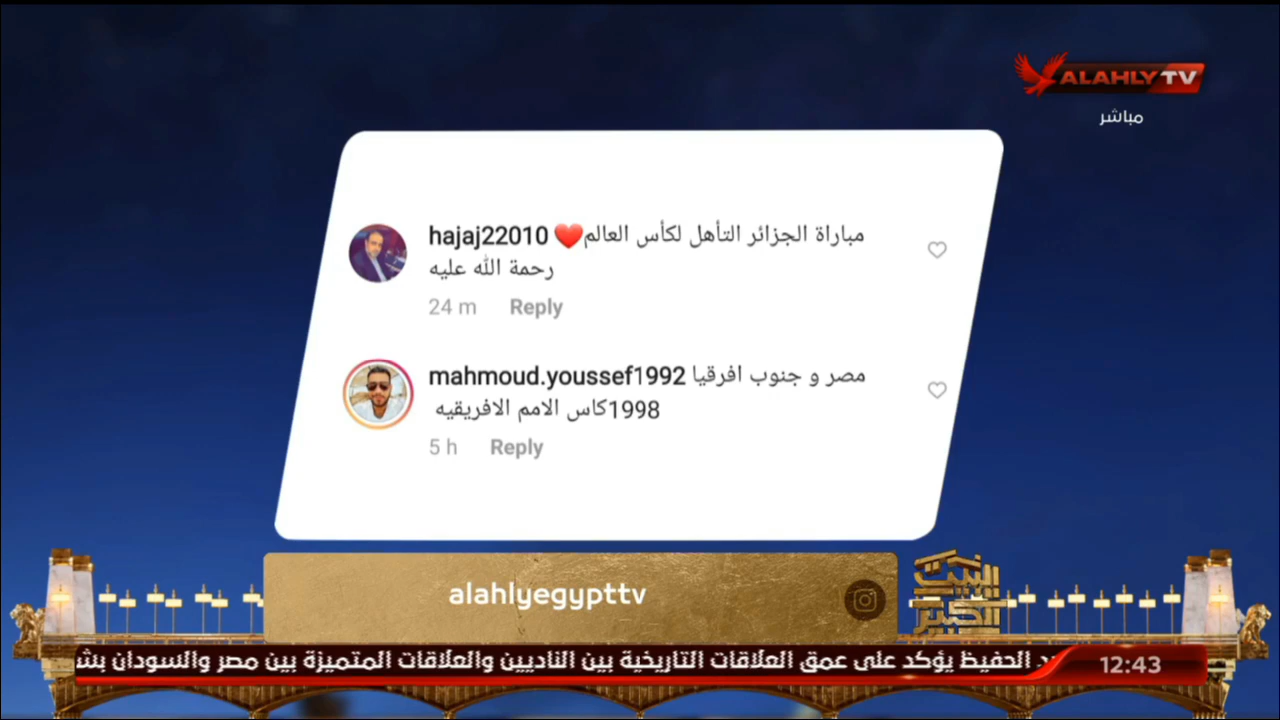 ALAHLY TV
مباشر
hajaj22010 ❤️مباراة الجزائر التأهل لكأس العالم
رحمة الله عليه
24 m Reply
mahmoud.youssef1992 مصر و جنوب افرقيا
1998كاس الامم الافريقيه
5 h Reply
alahlyegypttv
البيت
الكبير
د الحفيظ يؤكد على عمق العلاقات التاريخية بين الناديين والعلاقات المتميزة بين مصر والسودان بش
12:43